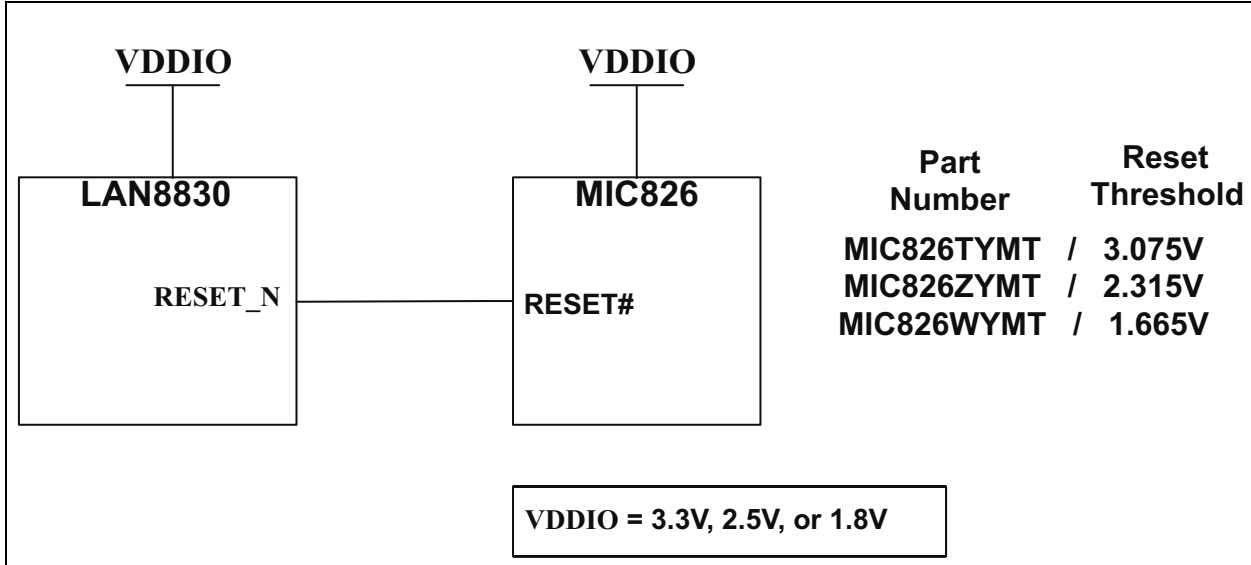 VDDIO
VDDIO
LAN8830
MIC826
RESET_N
RESET#
Part Number
Reset Threshold
MIC826TYMT / 3.075V
MIC826ZYMT / 2.315V
MIC826WYMT / 1.665V
VDDIO = 3.3V, 2.5V, or 1.8V